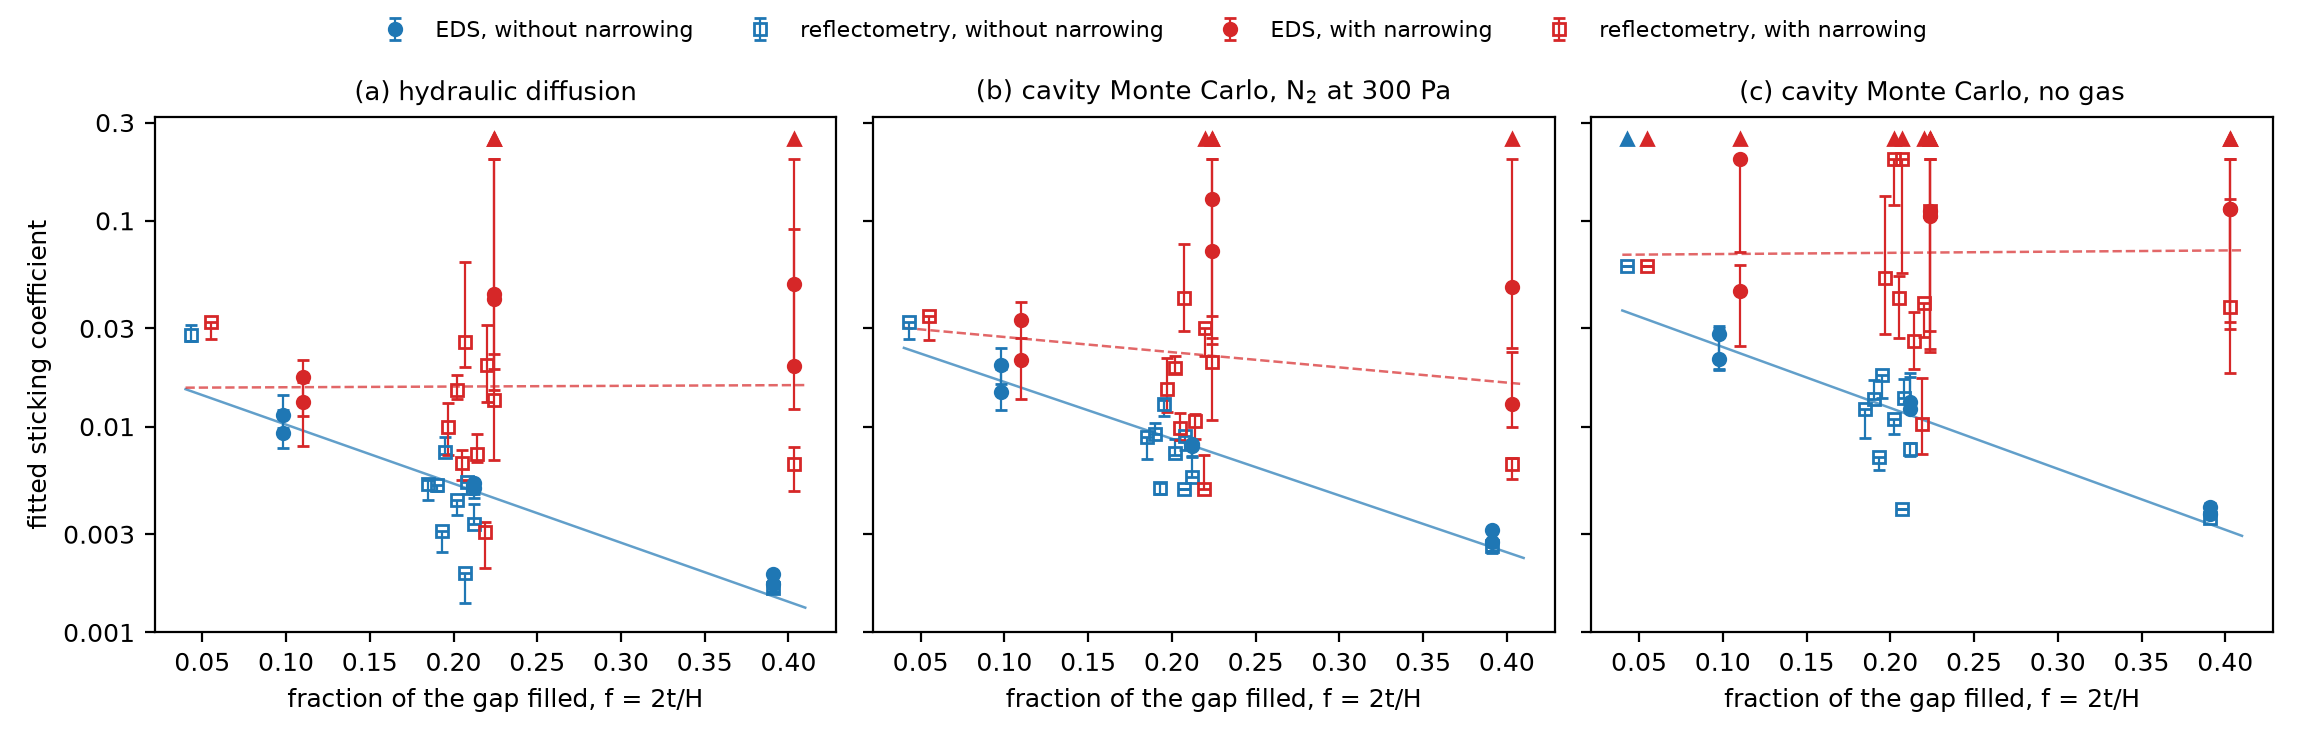 EDS, without narrowing
reflectometry, without narrowing
EDS, with narrowing
reflectometry, with narrowing
(a) hydraulic diffusion
(b) cavity Monte Carlo, N₂ at 300 Pa
(c) cavity Monte Carlo, no gas
fitted sticking coefficient
0.3
0.1
0.03
0.01
0.003
0.001
0.05 0.10 0.15 0.20 0.25 0.30 0.35 0.40
0.05 0.10 0.15 0.20 0.25 0.30 0.35 0.40
0.05 0.10 0.15 0.20 0.25 0.30 0.35 0.40
fraction of the gap filled, f = 2t/H
fraction of the gap filled, f = 2t/H
fraction of the gap filled, f = 2t/H